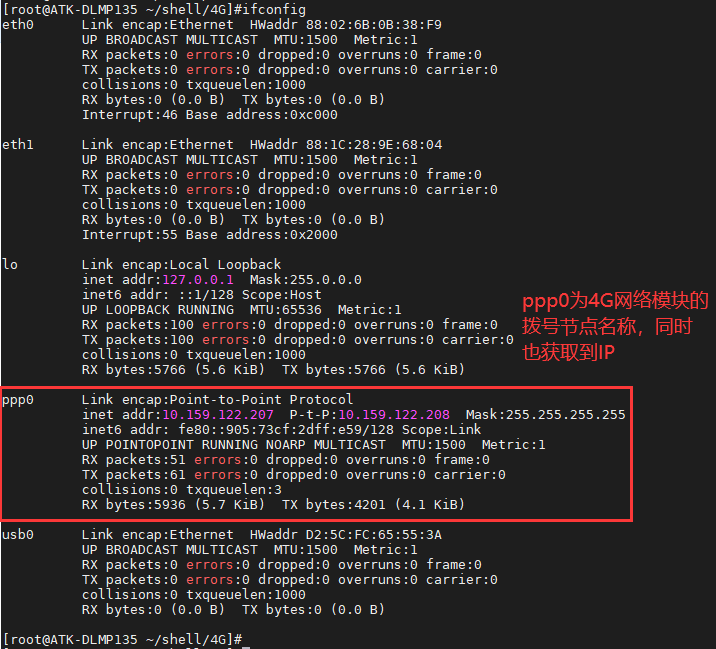 [root@ATK-DLMP135 ~/shell/4G]#ifconfig
eth0      Link encap:Ethernet  HWaddr 88:02:6B:0B:38:F9
          UP BROADCAST MULTICAST  MTU:1500  Metric:1
          RX packets:0 errors:0 dropped:0 overruns:0 frame:0
          TX packets:0 errors:0 dropped:0 overruns:0 carrier:0
          collisions:0 txqueuelen:1000
          RX bytes:0 (0.0 B)  TX bytes:0 (0.0 B)
          Interrupt:46 Base address:0xc000
eth1      Link encap:Ethernet  HWaddr 88:1C:28:9E:68:04
          UP BROADCAST MULTICAST  MTU:1500  Metric:1
          RX packets:0 errors:0 dropped:0 overruns:0 frame:0
          TX packets:0 errors:0 dropped:0 overruns:0 carrier:0
          collisions:0 txqueuelen:1000
          RX bytes:0 (0.0 B)  TX bytes:0 (0.0 B)
          Interrupt:55 Base address:0x2000
lo        Link encap:Local Loopback
          inet addr:127.0.0.1  Mask:255.0.0.0
          inet6 addr: ::1/128 Scope:Host
          UP LOOPBACK RUNNING  MTU:65536  Metric:1
          RX packets:100 errors:0 dropped:0 overruns:0 frame:0
          TX packets:100 errors:0 dropped:0 overruns:0 carrier:0
          collisions:0 txqueuelen:1000
          RX bytes:5766 (5.6 KiB)  TX bytes:5766 (5.6 KiB)
ppp0为4G网络模块的
拨号节点名称，同时
也获取到IP
ppp0      Link encap:Point-to-Point Protocol
          inet addr:10.159.122.207  P-t-P:10.159.122.208  Mask:255.255.255.255
          inet6 addr: fe80::905:73cf:2dff:e59/128 Scope:Link
          UP POINTOPOINT RUNNING NOARP MULTICAST  MTU:1500  Metric:1
          RX packets:51 errors:0 dropped:0 overruns:0 frame:0
          TX packets:61 errors:0 dropped:0 overruns:0 carrier:0
          collisions:0 txqueuelen:3
          RX bytes:5936 (5.7 KiB)  TX bytes:4201 (4.1 KiB)
usb0      Link encap:Ethernet  HWaddr D2:5C:FC:65:55:3A
          UP BROADCAST MULTICAST  MTU:1500  Metric:1
          RX packets:0 errors:0 dropped:0 overruns:0 frame:0
          TX packets:0 errors:0 dropped:0 overruns:0 carrier:0
          collisions:0 txqueuelen:1000
          RX bytes:0 (0.0 B)  TX bytes:0 (0.0 B)
[root@ATK-DLMP135 ~/shell/4G]#